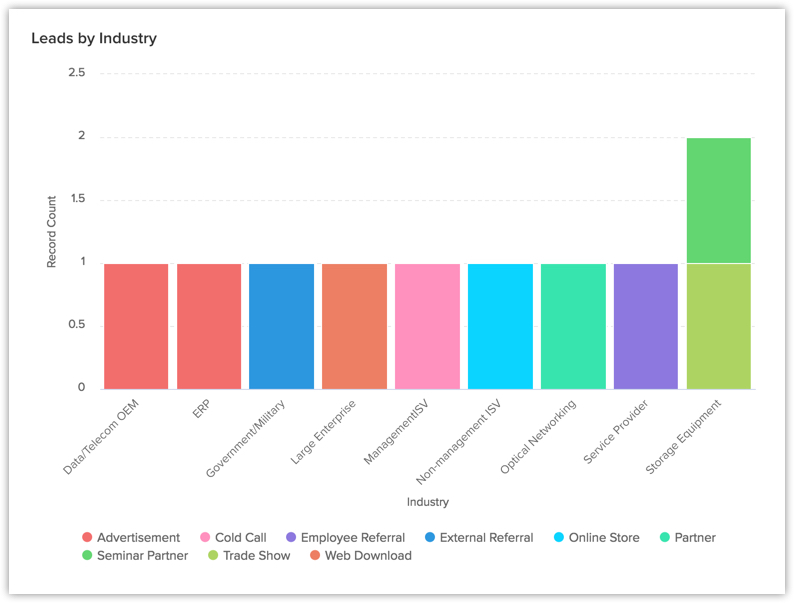 Leads by Industry
2.5
2
1.5
1
0.5
0
Record Count
Data/Telecom OEM
ERP
Government/Military
Large Enterprise
ManagementISV
Non-management ISV
Optical Networking
Service Provider
Storage Equipment
Industry
Advertisement Cold Call Employee Referral External Referral Online Store Partner
Seminar Partner Trade Show Web Download